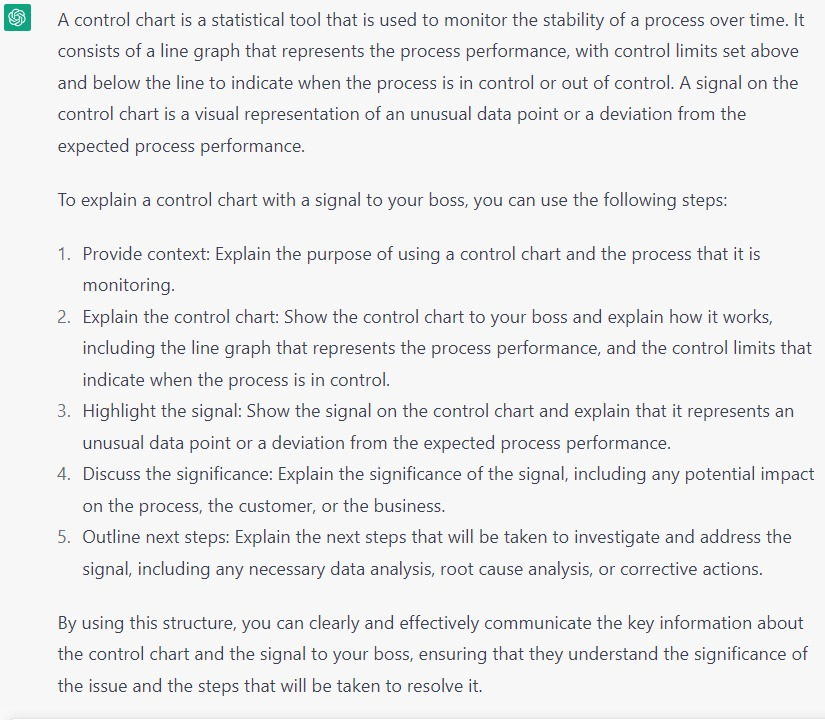 A control chart is a statistical tool that is used to monitor the stability of a process over time. It
consists of a line graph that represents the process performance, with control limits set above
and below the line to indicate when the process is in control or out of control. A signal on the
control chart is a visual representation of an unusual data point or a deviation from the
expected process performance.
To explain a control chart with a signal to your boss, you can use the following steps:
1. Provide context: Explain the purpose of using a control chart and the process that it is
monitoring.
2. Explain the control chart: Show the control chart to your boss and explain how it works,
including the line graph that represents the process performance, and the control limits that
indicate when the process is in control.
3. Highlight the signal: Show the signal on the control chart and explain that it represents an
unusual data point or a deviation from the expected process performance.
4. Discuss the significance: Explain the significance of the signal, including any potential impact
on the process, the customer, or the business.
5. Outline next steps: Explain the next steps that will be taken to investigate and address the
signal, including any necessary data analysis, root cause analysis, or corrective actions.
By using this structure, you can clearly and effectively communicate the key information about
the control chart and the signal to your boss, ensuring that they understand the significance of
the issue and the steps that will be taken to resolve it.